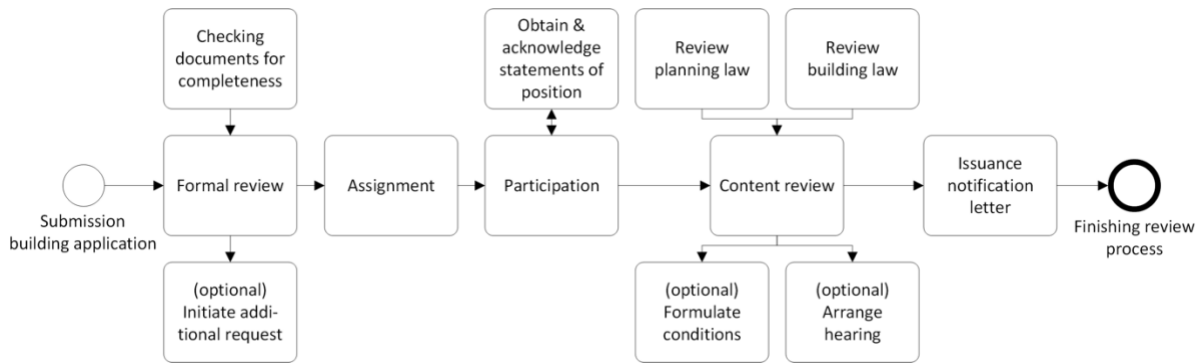 Checking
documents for
completeness
Obtain &
acknowledge
statements of
position
Review
planning law
Review
building law
Submission
building application
Formal review
Assignment
Participation
Content review
Issuance
notification
letter
Finishing review
process
(optional)
Initiate addi-
tional request
(optional)
Formulate
conditions
(optional)
Arrange
hearing